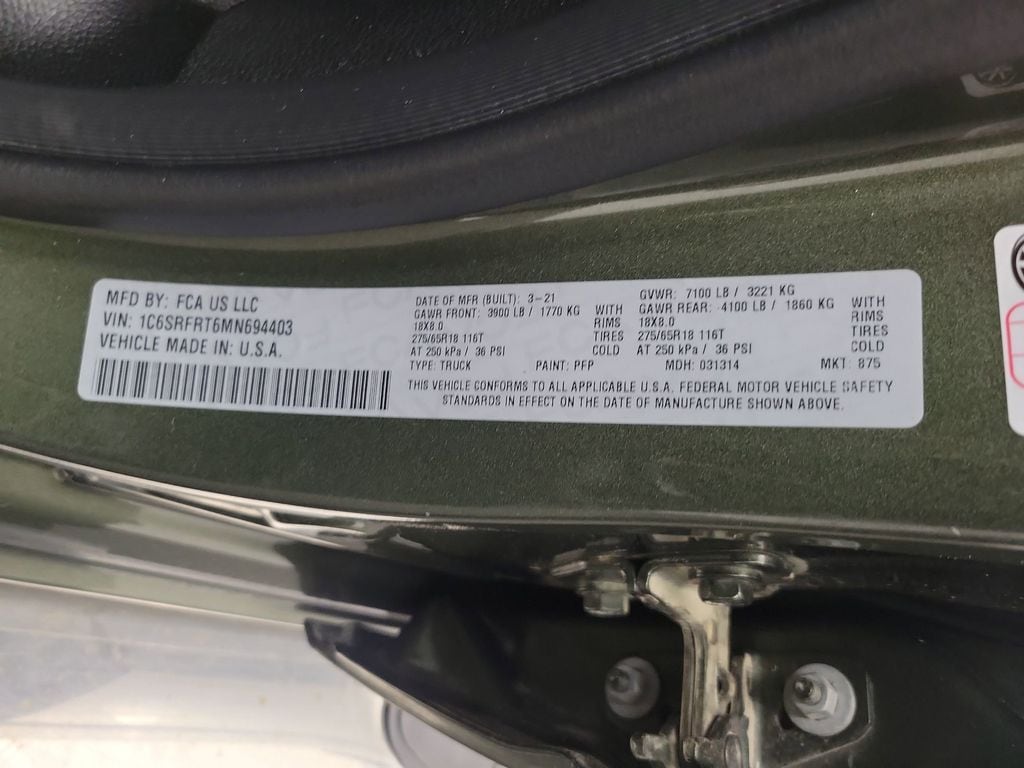 MFD BY: FCA US LLC
VIN: 1C6SRFRT6MN694403
VEHICLE MADE IN: U.S.A.
DATE OF MFR (BUILT): 3-21
GAWR FRONT: 3900 LB / 1770 KG WITH
18X8.0 RIMS
275/65R18 116T TIRES
AT 250 kPa / 36 PSI COLD
GVWR: 7100 LB / 3221 KG
GAWR REAR: 4100 LB / 1860 KG WITH
18X8.0 RIMS
275/65R18 116T TIRES
AT 250 kPa / 36 PSI COLD
TYPE: TRUCK PAINT: PFP MDH: 031314 MKT: 875
THIS VEHICLE CONFORMS TO ALL APPLICABLE U.S.A. FEDERAL MOTOR VEHICLE SAFETY
STANDARDS IN EFFECT ON THE DATE OF MANUFACTURE SHOWN ABOVE.